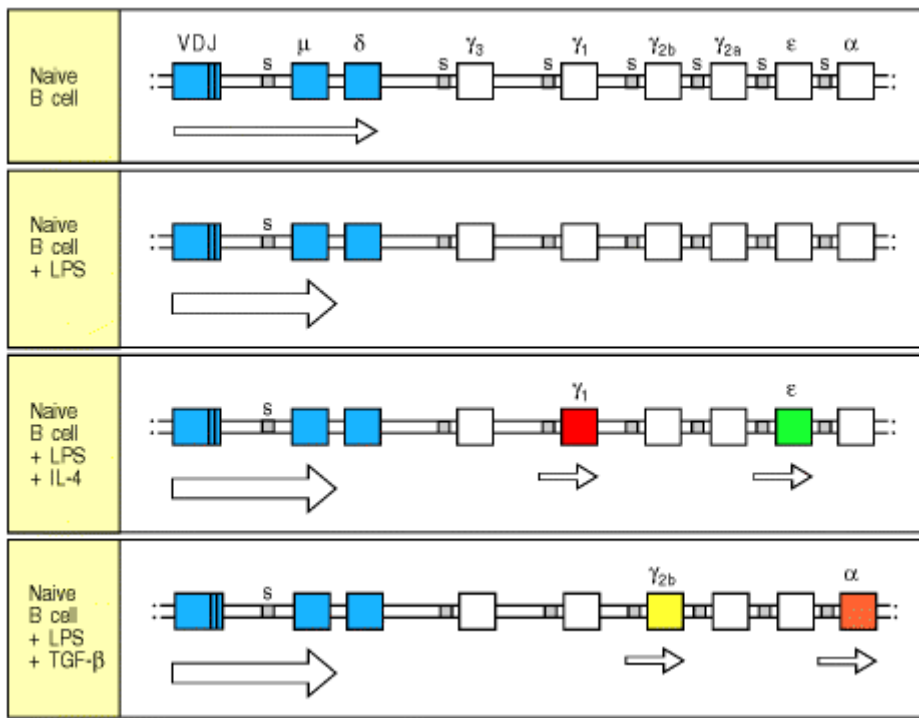 VDJ s μ δ s γ3 s γ1 s γ2b s γ2a s ε s α
Naive
B cell
Naive
B cell
+ LPS
s
Naive
B cell
+ LPS
+ IL-4
s γ1 ε
Naive
B cell
+ LPS
+ TGF-β
s γ2b α